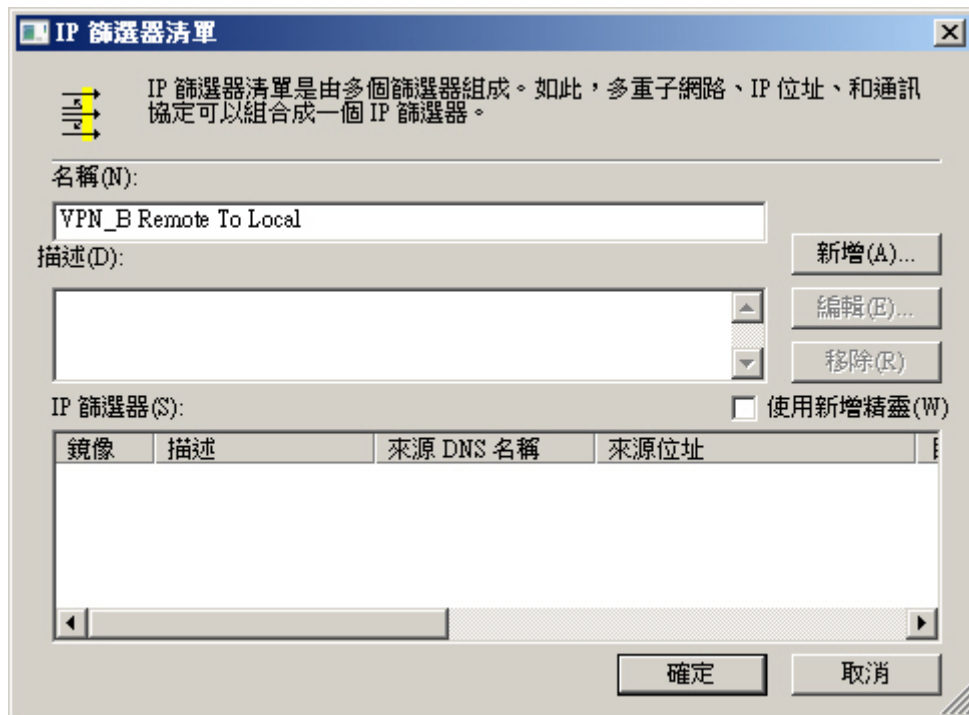 IP 篩選器清單
IP 篩選器清單是由多個篩選器組成。如此，多重子網路、IP 位址、和通訊
協定可以組合成一個 IP 篩選器。
名稱(N):
VPN_B Remote To Local
描述(D):
新增(A)...
編輯(E)...
移除(R)
IP 篩選器(S):
使用新增精靈(W)
鏡像 描述 來源 DNS 名稱 來源位址
確定 取消